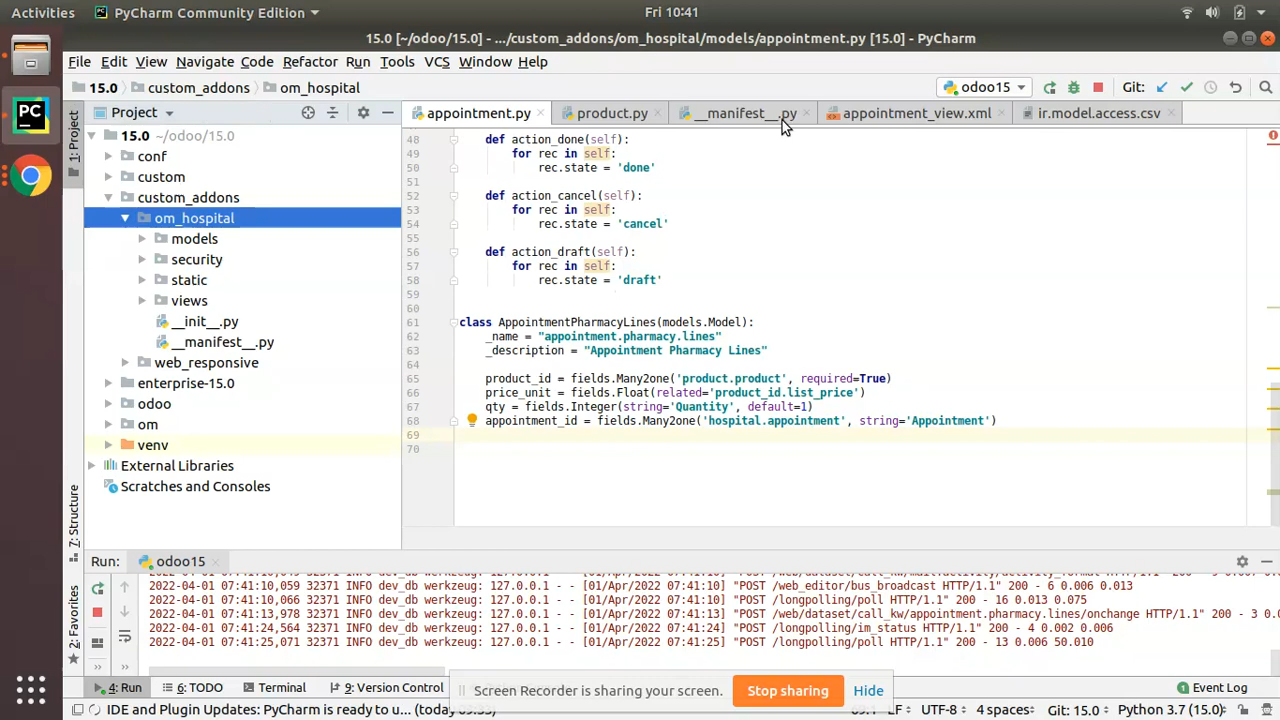 Activities PyCharm Community Edition Fri 10:41
15.0 [~/odoo/15.0] - .../custom_addons/om_hospital/models/appointment.py [15.0] - PyCharm
File Edit View Navigate Code Refactor Run Tools VCS Window Help
15.0 custom_addons om_hospital odoo15 Git:
Project appointment.py product.py __manifest__.py appointment_view.xml ir.model.access.csv
1: Project
7: Structure
2: Favorites
15.0 ~/odoo/15.0
conf
custom
custom_addons
om_hospital
models
security
static
views
__init__.py
__manifest__.py
web_responsive
enterprise-15.0
odoo
om
venv
External Libraries
Scratches and Consoles
48 def action_done(self):
49 for rec in self:
50 rec.state = 'done'
51
52 def action_cancel(self):
53 for rec in self:
54 rec.state = 'cancel'
55
56 def action_draft(self):
57 for rec in self:
58 rec.state = 'draft'
59
60
61 class AppointmentPharmacyLines(models.Model):
62 _name = "appointment.pharmacy.lines"
63 _description = "Appointment Pharmacy Lines"
64
65 product_id = fields.Many2one('product.product', required=True)
66 price_unit = fields.Float(related='product_id.list_price')
67 qty = fields.Integer(string='Quantity', default=1)
68 appointment_id = fields.Many2one('hospital.appointment', string='Appointment')
69
70
Run: odoo15
2022-04-01 07:41:10,059 32371 INFO dev_db werkzeug: 127.0.0.1 - - [01/Apr/2022 07:41:10] "POST /web_editor/bus_broadcast HTTP/1.1" 200 - 6 0.006 0.013
2022-04-01 07:41:10,066 32371 INFO dev_db werkzeug: 127.0.0.1 - - [01/Apr/2022 07:41:10] "POST /longpolling/poll HTTP/1.1" 200 - 16 0.013 0.075
2022-04-01 07:41:13,978 32371 INFO dev_db werkzeug: 127.0.0.1 - - [01/Apr/2022 07:41:13] "POST /web/dataset/call_kw/appointment.pharmacy.lines/onchange HTTP/1.1" 200 - 3 0.0
2022-04-01 07:41:24,564 32371 INFO dev_db werkzeug: 127.0.0.1 - - [01/Apr/2022 07:41:24] "POST /longpolling/im_status HTTP/1.1" 200 - 4 0.002 0.006
2022-04-01 07:41:25,071 32371 INFO dev_db werkzeug: 127.0.0.1 - - [01/Apr/2022 07:41:25] "POST /longpolling/poll HTTP/1.1" 200 - 13 0.006 50.010
Screen Recorder is sharing your screen. Stop sharing Hide
4: Run 6: TODO Terminal 9: Version Control Event Log
IDE and Plugin Updates: PyCharm is ready to u... (today 09:33) 69:1 LF UTF-8 4 spaces Git: 15.0 Python 3.7 (15.0)